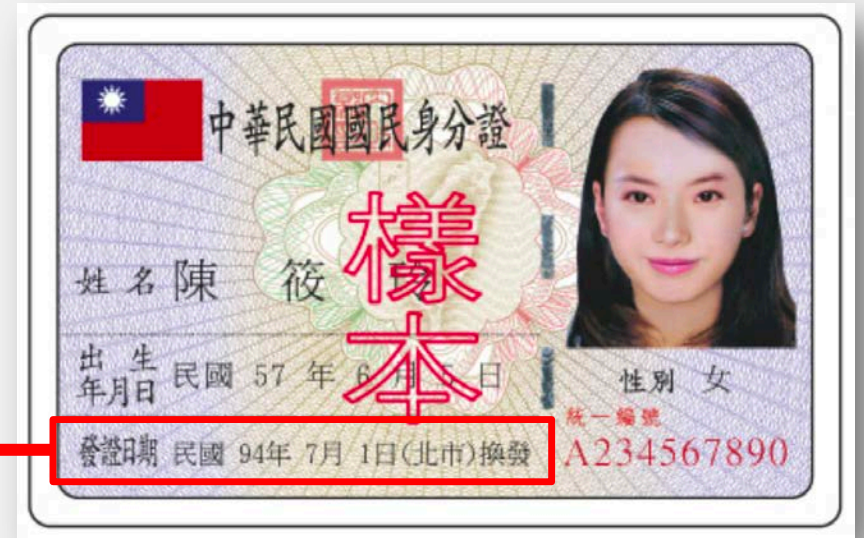 中華民國國民身分證
樣本
姓名 陳 筱 玲
出生年月日 民國 57 年 6 月 5 日
性別 女
發證日期 民國 94年 7月 1日(北市)換發
統一編號
A234567890